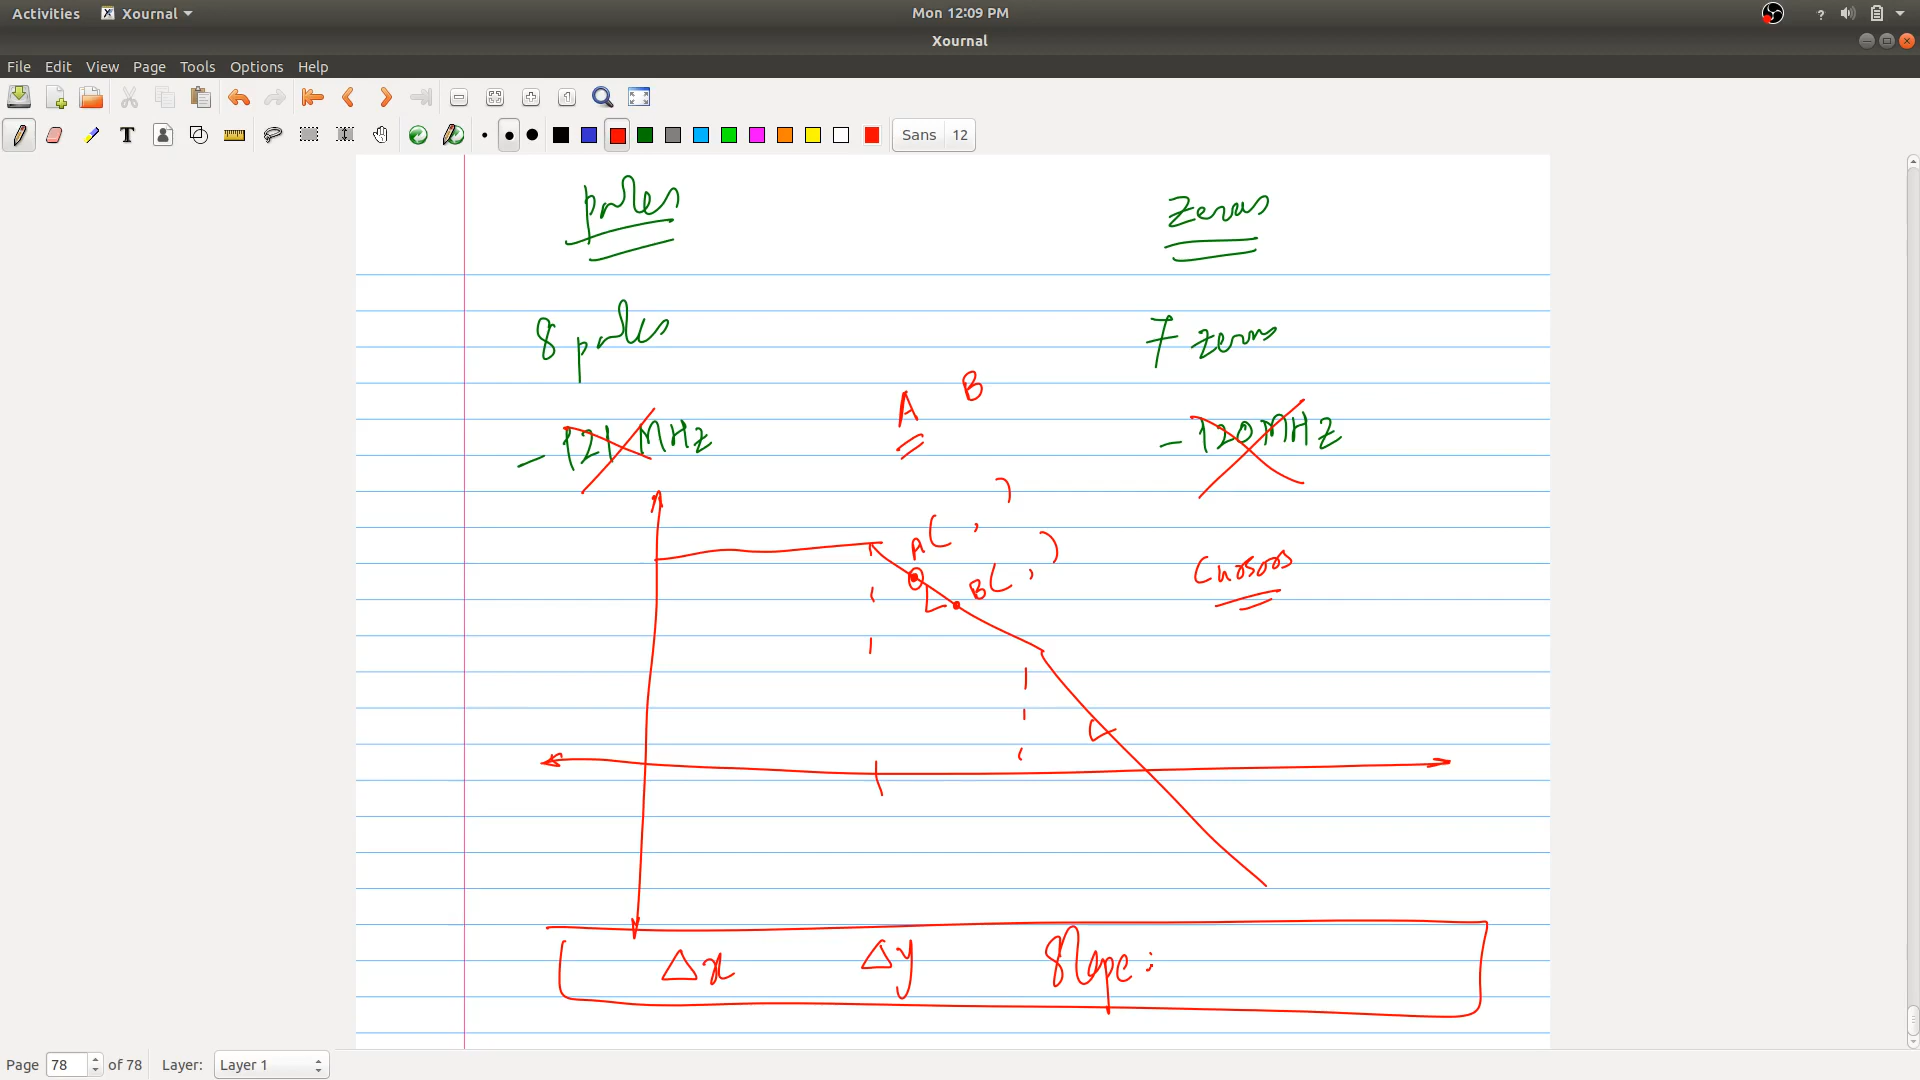 Activities Xournal Mon 12:09 PM ?
Xournal
File Edit View Page Tools Options Help
T Sans 12
poles zeros
8 poles 7 zeros
A B
- 121 MHz - 120 MHz
A ( , )
B ( , ) Cursors
Δx Δy Slope :
Page 78 of 78 Layer: Layer 1